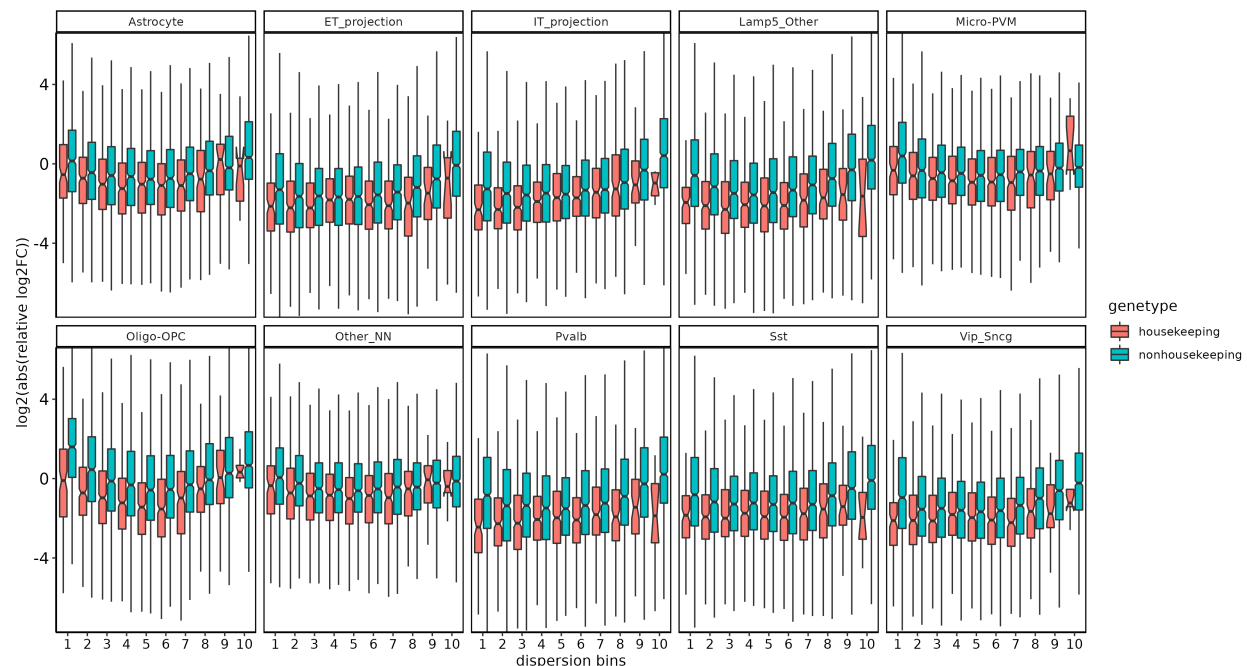 Astrocyte ET_projection IT_projection Lamp5_Other Micro-PVM
4
0
-4
Oligo-OPC Other_NN Pvalb Sst Vip_Sncg
4
0
-4
1 2 3 4 5 6 7 8 9 10 1 2 3 4 5 6 7 8 9 10 1 2 3 4 5 6 7 8 9 10 1 2 3 4 5 6 7 8 9 10 1 2 3 4 5 6 7 8 9 10
dispersion bins
log2(abs(relative log2FC))
genetype
housekeeping
nonhousekeeping